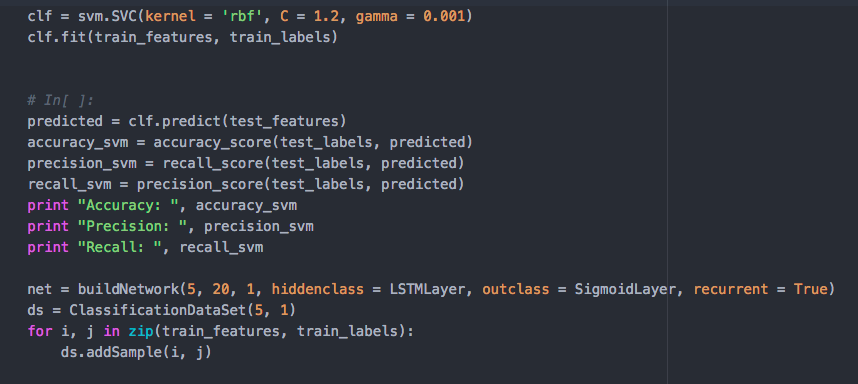 clf = svm.SVC(kernel = 'rbf', C = 1.2, gamma = 0.001)
clf.fit(train_features, train_labels)
# In[ ]:
predicted = clf.predict(test_features)
accuracy_svm = accuracy_score(test_labels, predicted)
precision_svm = recall_score(test_labels, predicted)
recall_svm = precision_score(test_labels, predicted)
print "Accuracy: ", accuracy_svm
print "Precision: ", precision_svm
print "Recall: ", recall_svm
net = buildNetwork(5, 20, 1, hiddenclass = LSTMLayer, outclass = SigmoidLayer, recurrent = True)
ds = ClassificationDataSet(5, 1)
for i, j in zip(train_features, train_labels):
    ds.addSample(i, j)